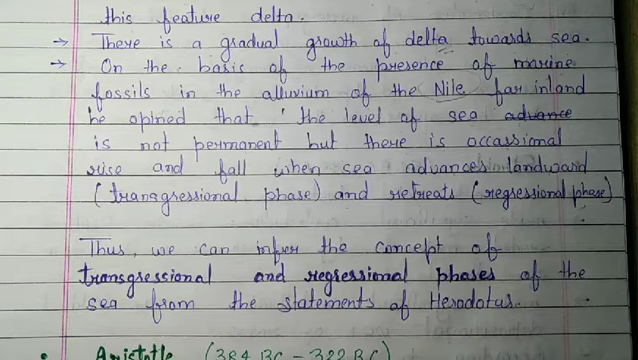 this feature delta.
→ There is a gradual growth of delta towards sea.
→ On the basis of the presence of marine
fossils in the alluvium of the Nile far inland
he opined that the level of sea advance
is not permanent but there is occassional
rise and fall when sea advances landward
(transgressional phase) and retreats (regressional phase)
Thus, we can infer the concept of
transgressional and regressional phases of the
sea from the statements of Herodotus.
• Aristotle (384 BC - 322 BC)